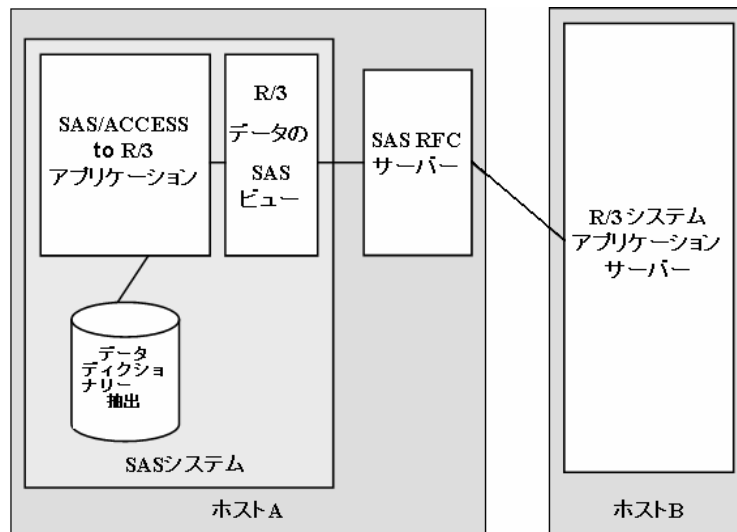 SAS/ACCESS
to R/3
アプリケーション
R/3
データの
SAS
ビュー
SAS RFC
サーバー
R/3 システム
アプリケーション
サーバー
データ
ディクショ
ナリー
抽出
SASシステム
ホストA
ホストB